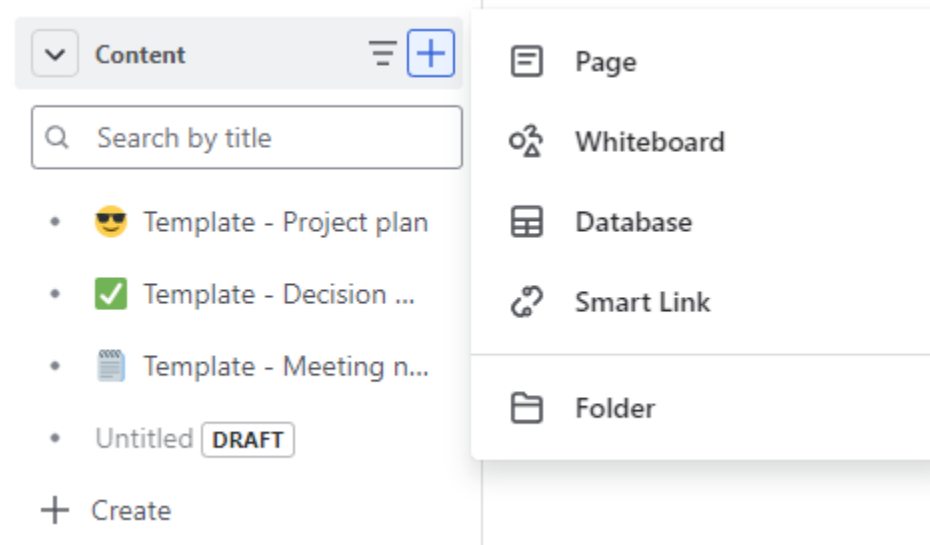 Content
Search by title
Template - Project plan
Template - Decision ...
Template - Meeting n...
Untitled DRAFT
Create
Page
Whiteboard
Database
Smart Link
Folder